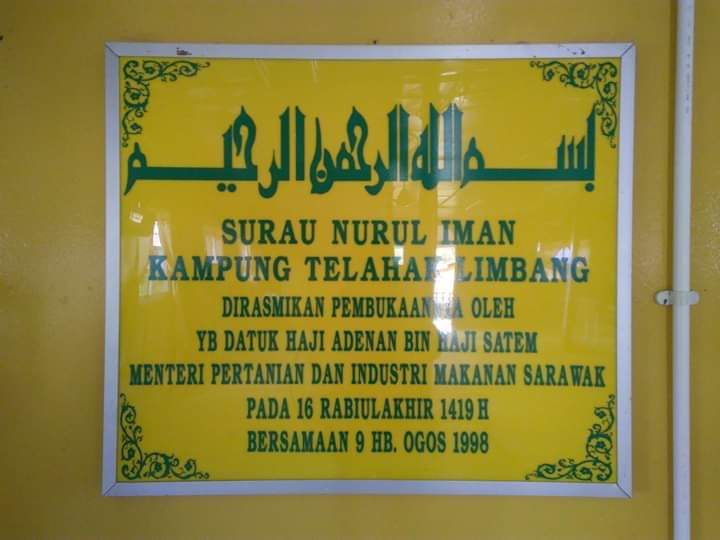 بسم الله الرحمن الرحيم
SURAU NURUL IMAN
KAMPUNG TELAHAK LIMBANG
DIRASMIKAN PEMBUKAANNYA OLEH
YB DATUK HAJI ADENAN BIN HAJI SATEM
MENTERI PERTANIAN DAN INDUSTRI MAKANAN SARAWAK
PADA 16 RABIULAKHIR 1419 H
BERSAMAAN 9 HB. OGOS 1998